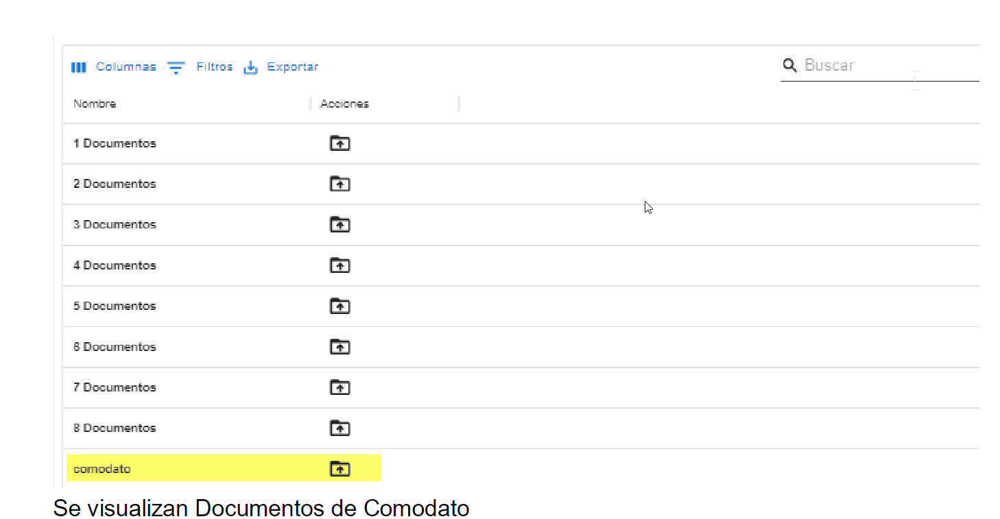 Columnas Filtros Exportar Buscar
Nombre Acciones
1 Documentos
2 Documentos
3 Documentos
4 Documentos
5 Documentos
6 Documentos
7 Documentos
8 Documentos
comodato
Se visualizan Documentos de Comodato